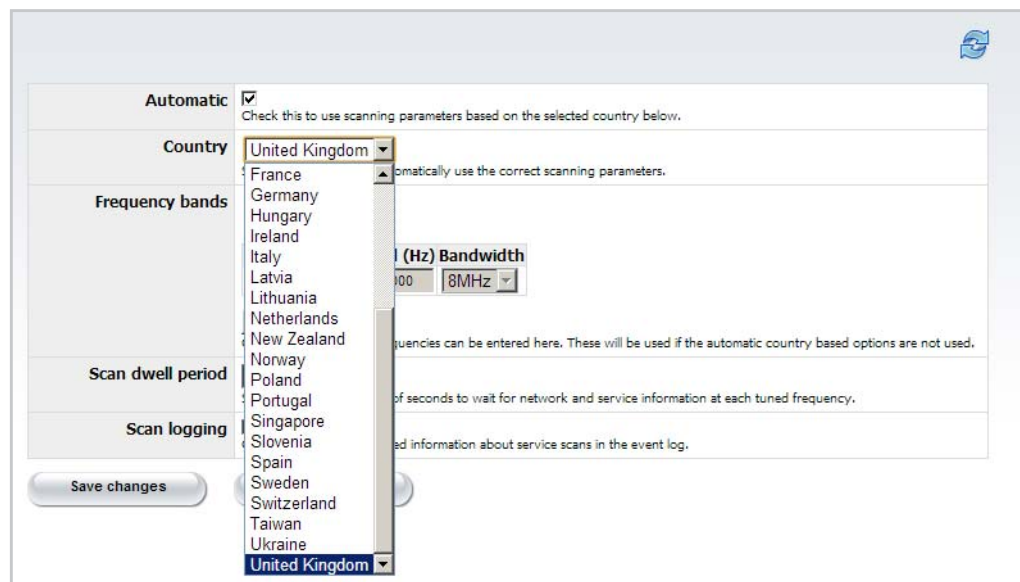 Automatic
Check this to use scanning parameters based on the selected country below.
Country
United Kingdom
omatically use the correct scanning parameters.
France
Germany
Hungary
Ireland
Italy
Latvia
Lithuania
Netherlands
New Zealand
Norway
Poland
Portugal
Singapore
Slovenia
Spain
Sweden
Switzerland
Taiwan
Ukraine
United Kingdom
Frequency bands
(Hz) Bandwidth
000 8MHz
quencies can be entered here. These will be used if the automatic country based options are not used.
Scan dwell period
of seconds to wait for network and service information at each tuned frequency.
Scan logging
ed information about service scans in the event log.
Save changes